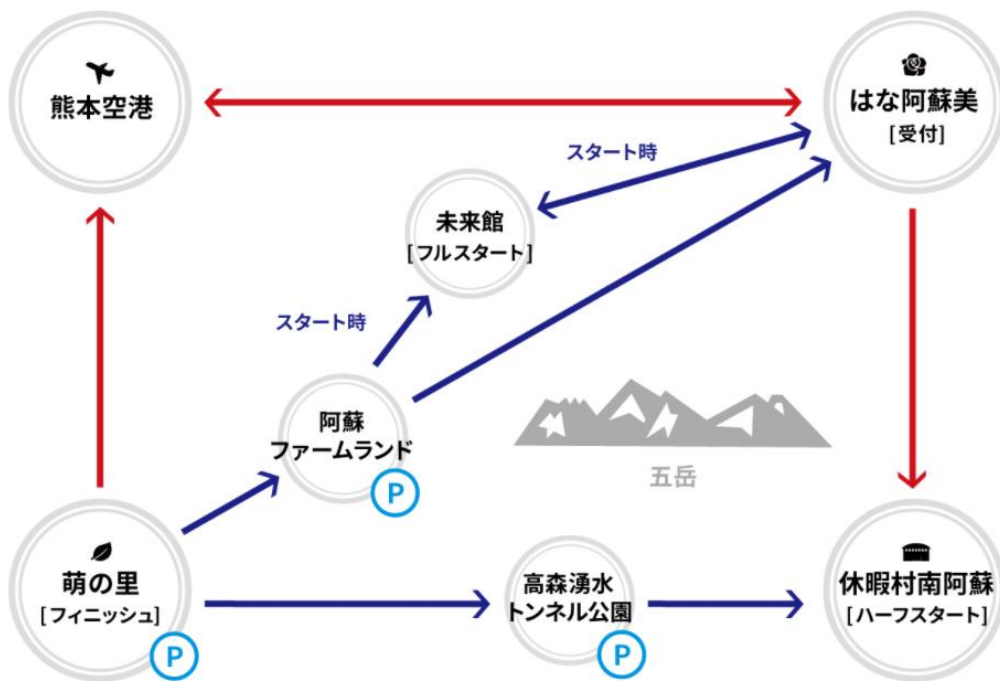 熊本空港
はな阿蘇美
[受付]
スタート時
未来館
[フルスタート]
スタート時
阿蘇
ファームランド
P
五岳
萌の里
[フィニッシュ]
P
高森湧水
トンネル公園
P
休暇村南阿蘇
[ハーフスタート]